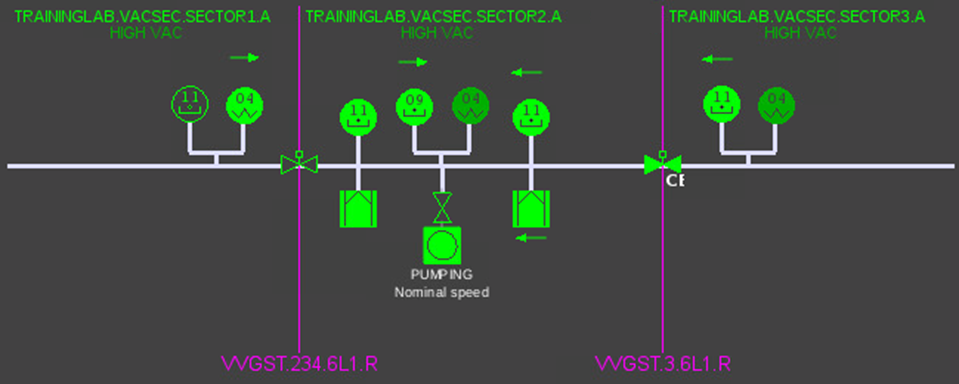 TRAININGLAB.VACSEC.SECTOR1.A
HIGH VAC
TRAININGLAB.VACSEC.SECTOR2.A
HIGH VAC
TRAININGLAB.VACSEC.SECTOR3.A
HIGH VAC
11
04
11
09
04
11
11
04
CE
PUMPING
Nominal speed
VVGST.234.6L1.R
VVGST.3.6L1.R